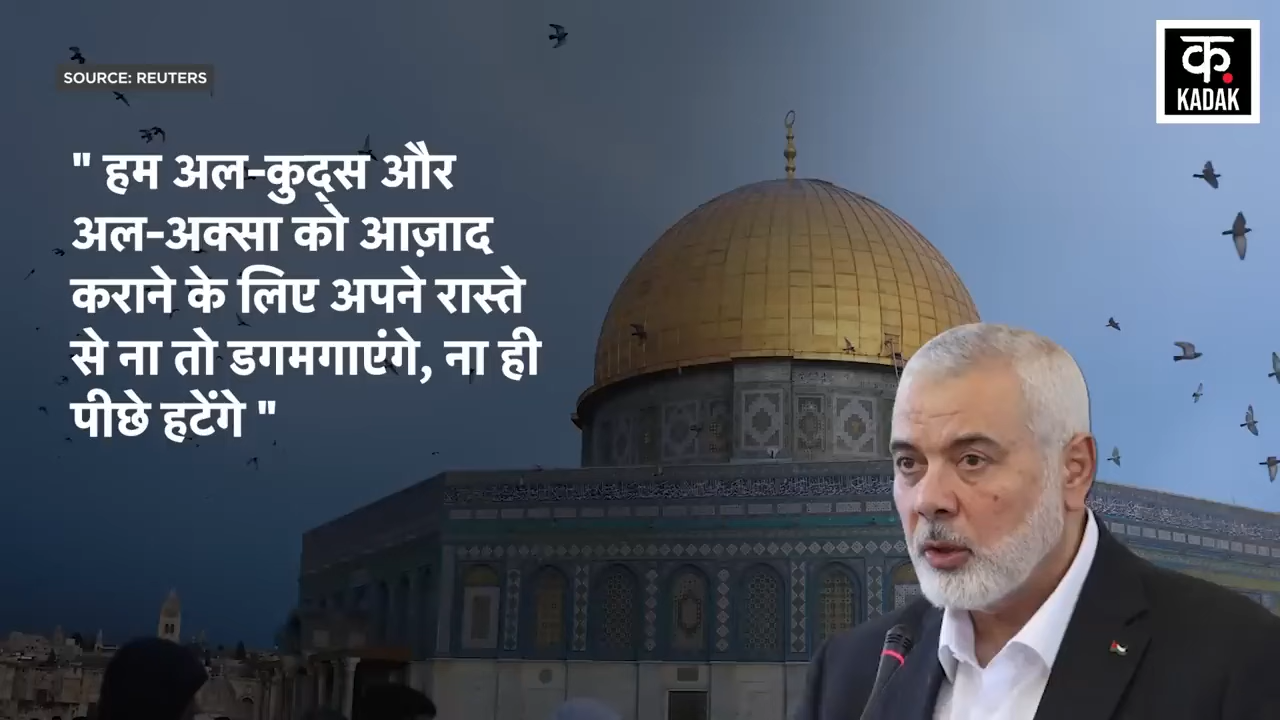 SOURCE: REUTERS
क.
KADAK
" हम अल-कुद्स और
अल-अक्सा को आज़ाद
कराने के लिए अपने रास्ते
से ना तो डगमगाएंगे, ना ही
पीछे हटेंगे "